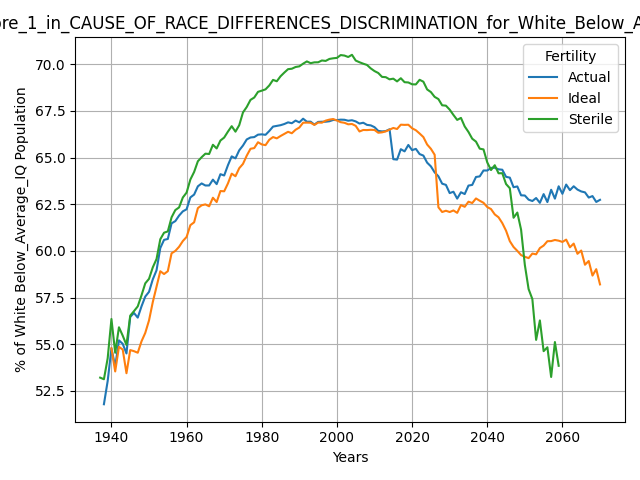 ore_1_in_CAUSE_OF_RACE_DIFFERENCES_DISCRIMINATION_for_White_Below_A
Fertility
Actual
Ideal
Sterile
% of White Below_Average_IQ Population
70.0
67.5
65.0
62.5
60.0
57.5
55.0
52.5
1940 1960 1980 2000 2020 2040 2060
Years